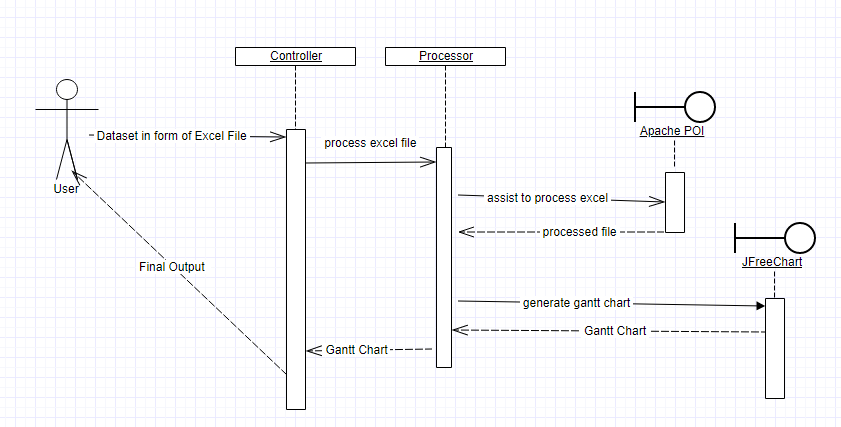 Controller
Processor
Apache POI
Dataset in form of Excel File
process excel file
User
assist to process excel
processed file
JFreeChart
Final Output
generate gantt chart
Gantt Chart
Gantt Chart